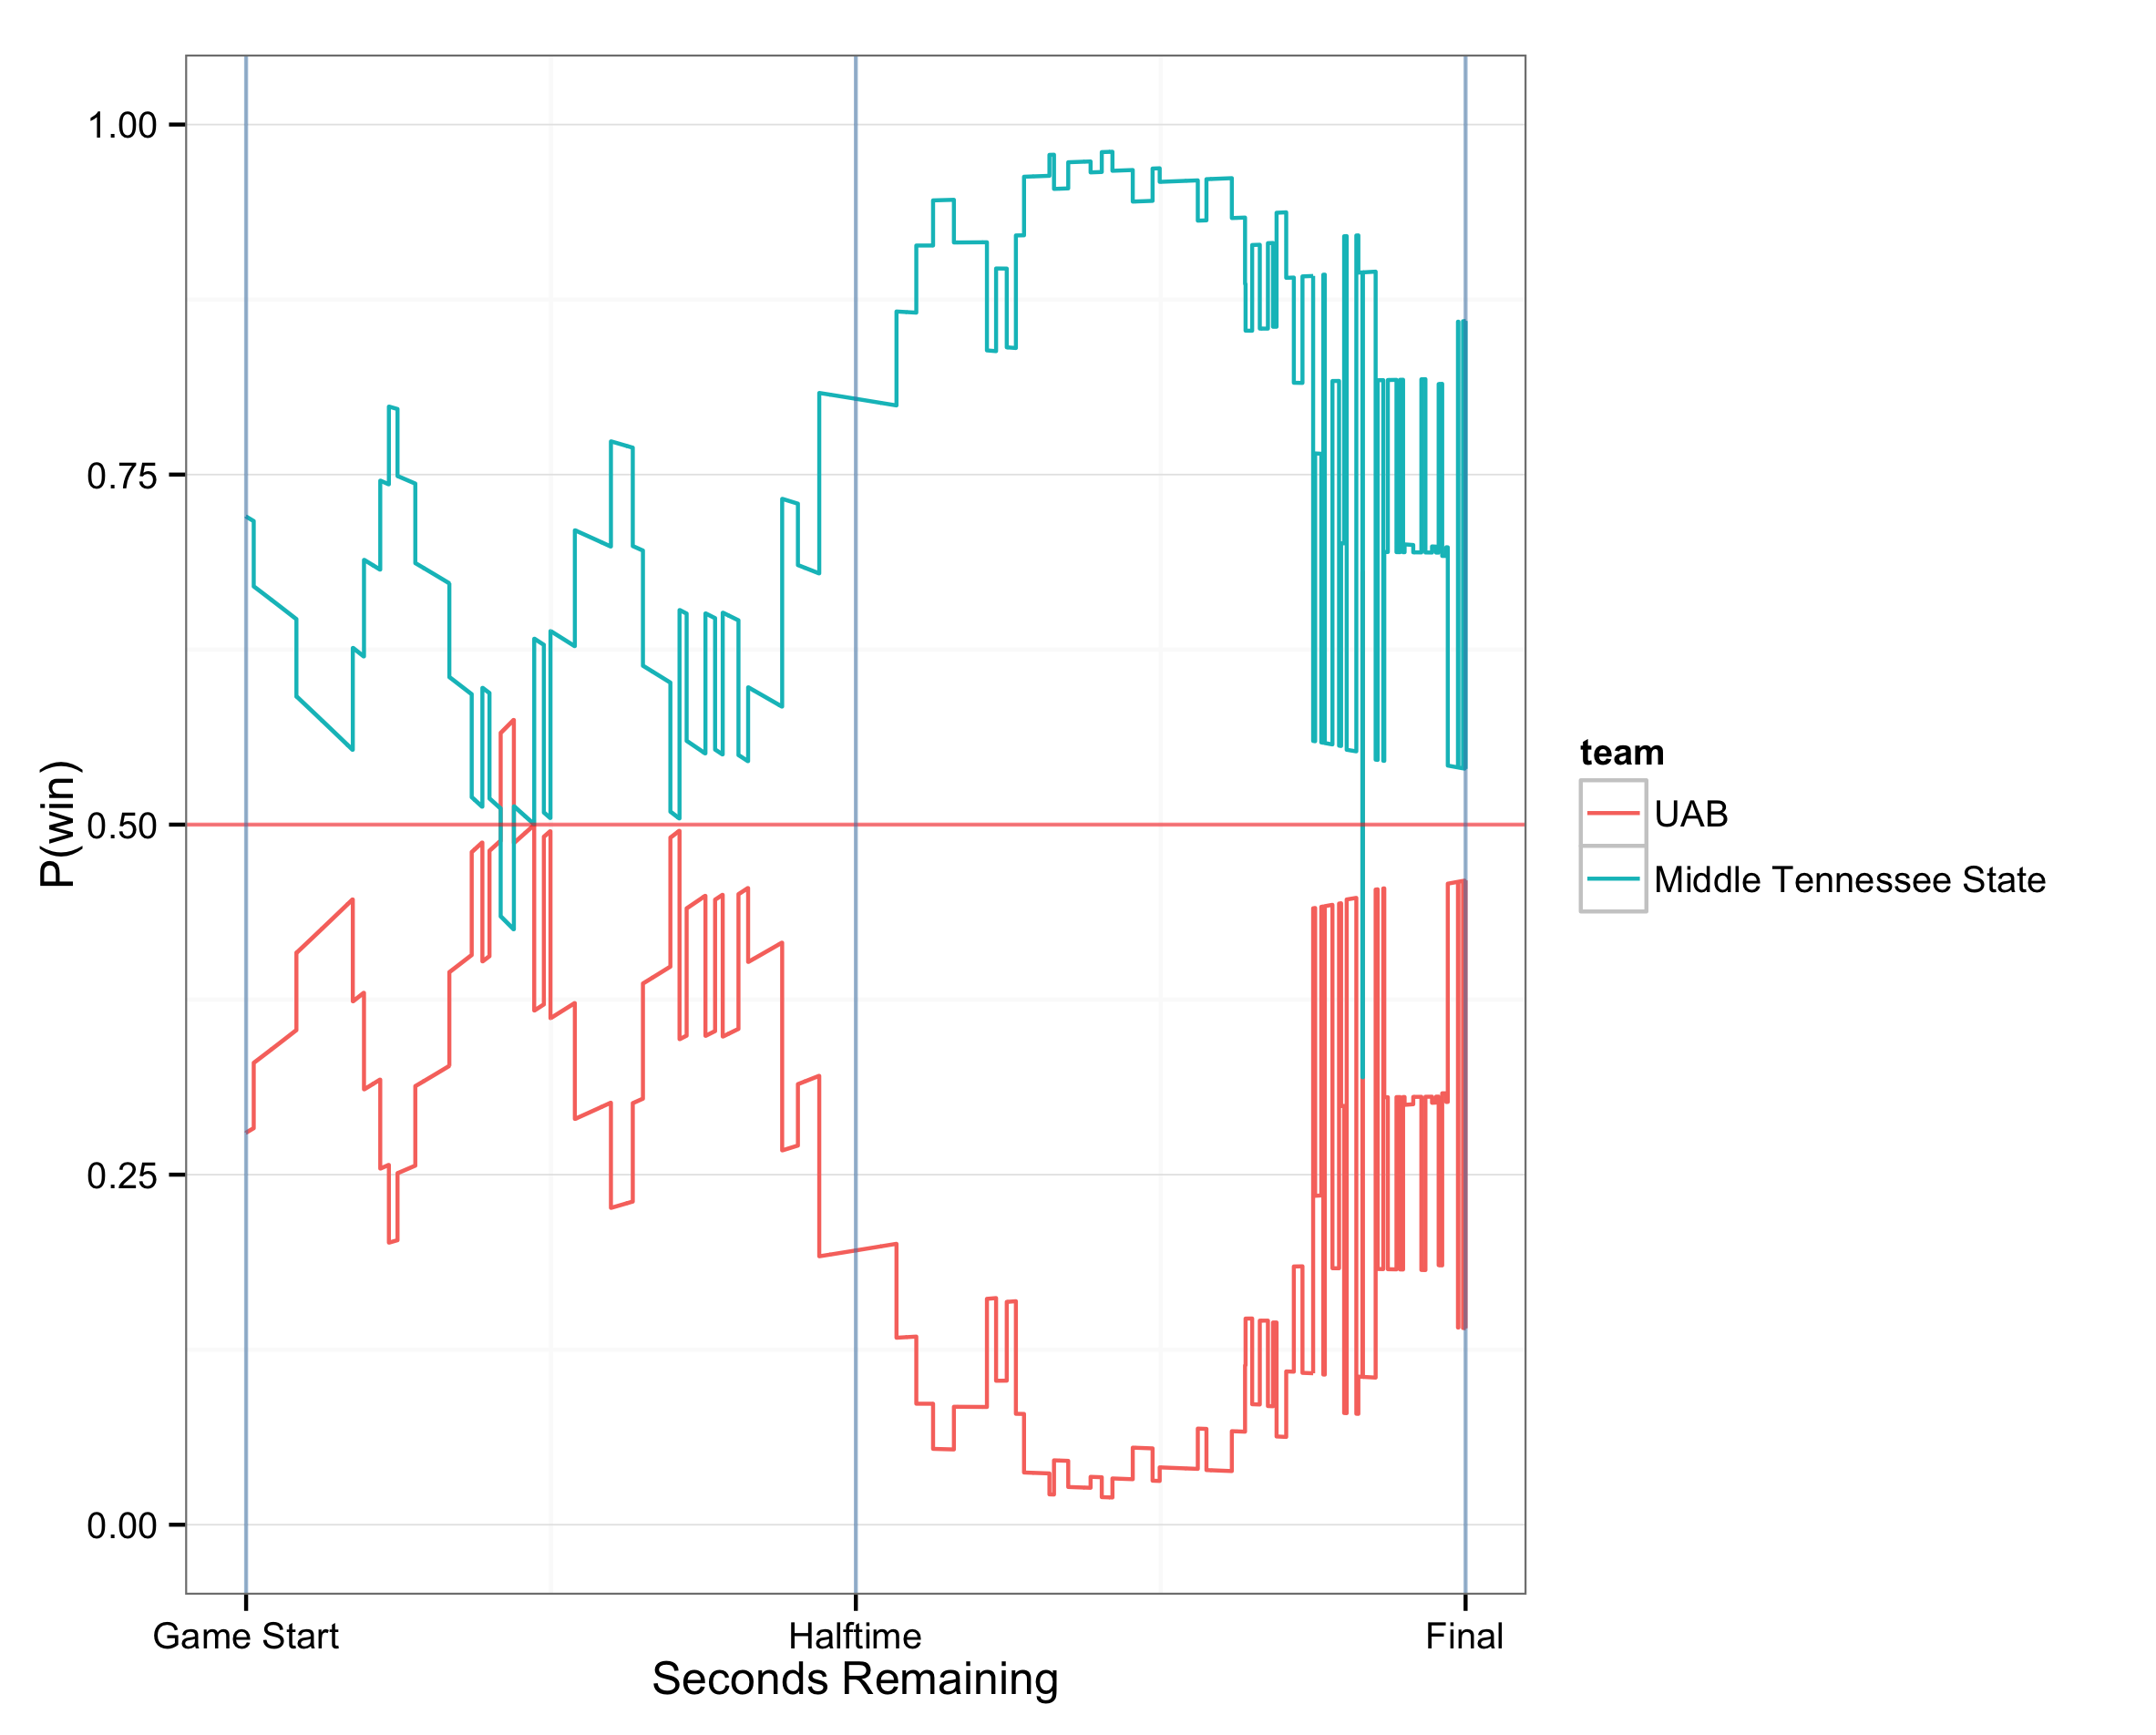 1.00
0.75
0.50
0.25
0.00
P(win)
Game Start
Halftime
Final
Seconds Remaining
team
UAB
Middle Tennessee State